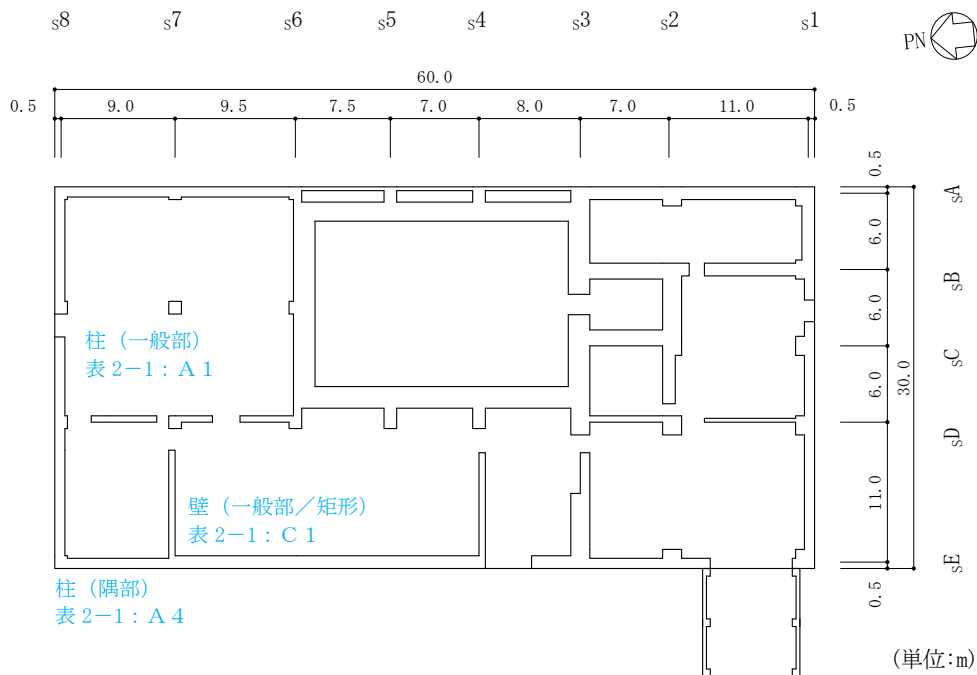 s8 s7 s6 s5 s4 s3 s2 s1
PN
60.0
0.5 9.0 9.5 7.5 7.0 8.0 7.0 11.0 0.5
0.5
sA
6.0
sB
6.0
sC
6.0
30.0
sD
11.0
sE
0.5
柱（一般部）
表2－1：A1
壁（一般部／矩形）
表2－1：C1
柱（隅部）
表2－1：A4
(単位:m)